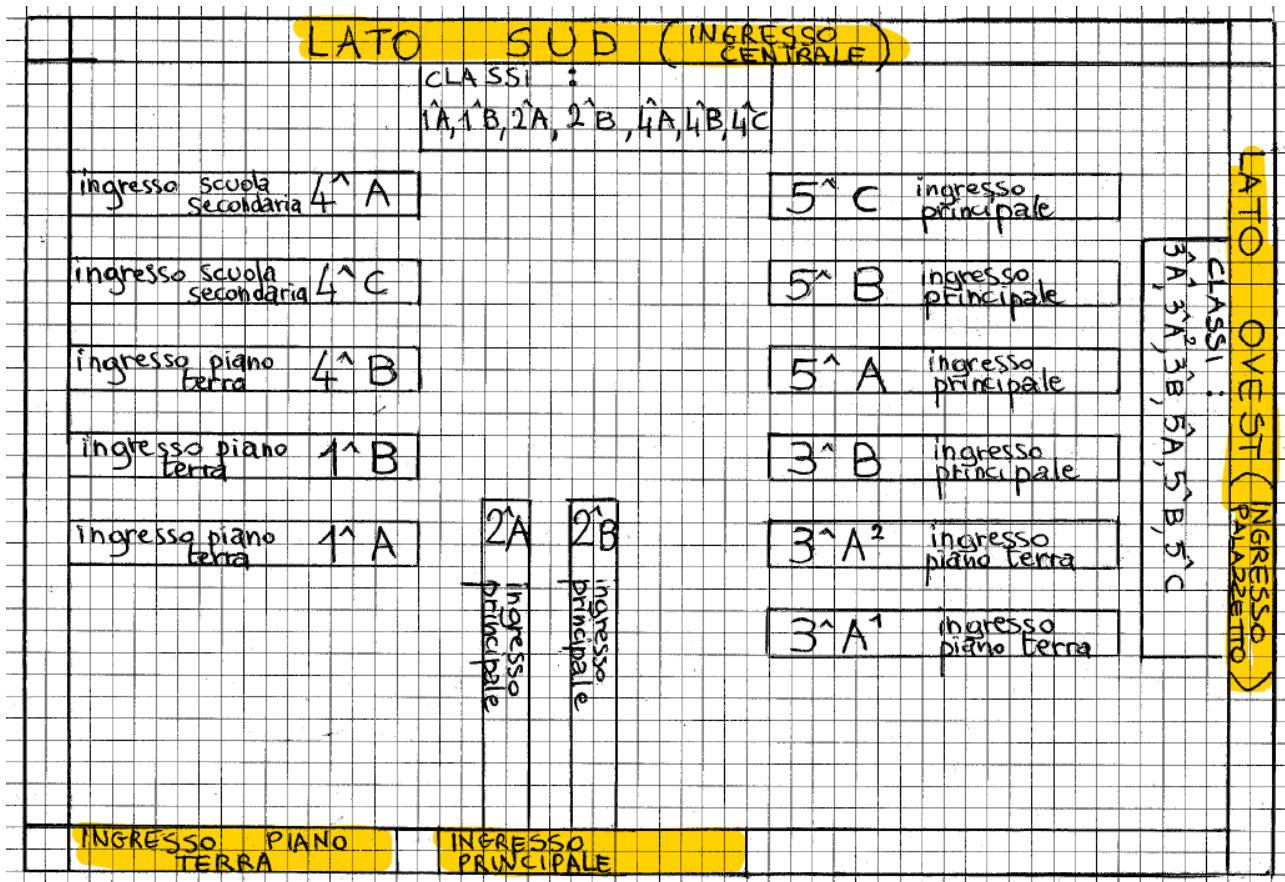 LATO SUD (INGRESSO CENTRALE)
CLASSI :
1^A, 1^B, 2^A, 2^B, 4^A, 4^B, 4^C
ingresso scuola secondaria 4^ A
ingresso scuola secondaria 4^ C
ingresso piano terra 4^ B
ingresso piano terra 1^ B
ingresso piano terra 1^ A
2^A ingresso principale
2^B ingresso principale
5^ C ingresso principale
5^ B ingresso principale
5^ A ingresso principale
3^ B ingresso principale
3^ A² ingresso piano terra
3^ A¹ ingresso piano terra
LATO OVEST (INGRESSO PALAZZETTO)
CLASSI :
3^A¹, 3^A², 3^B, 5^A, 5^B, 5^C
INGRESSO PIANO TERRA
INGRESSO PRINCIPALE